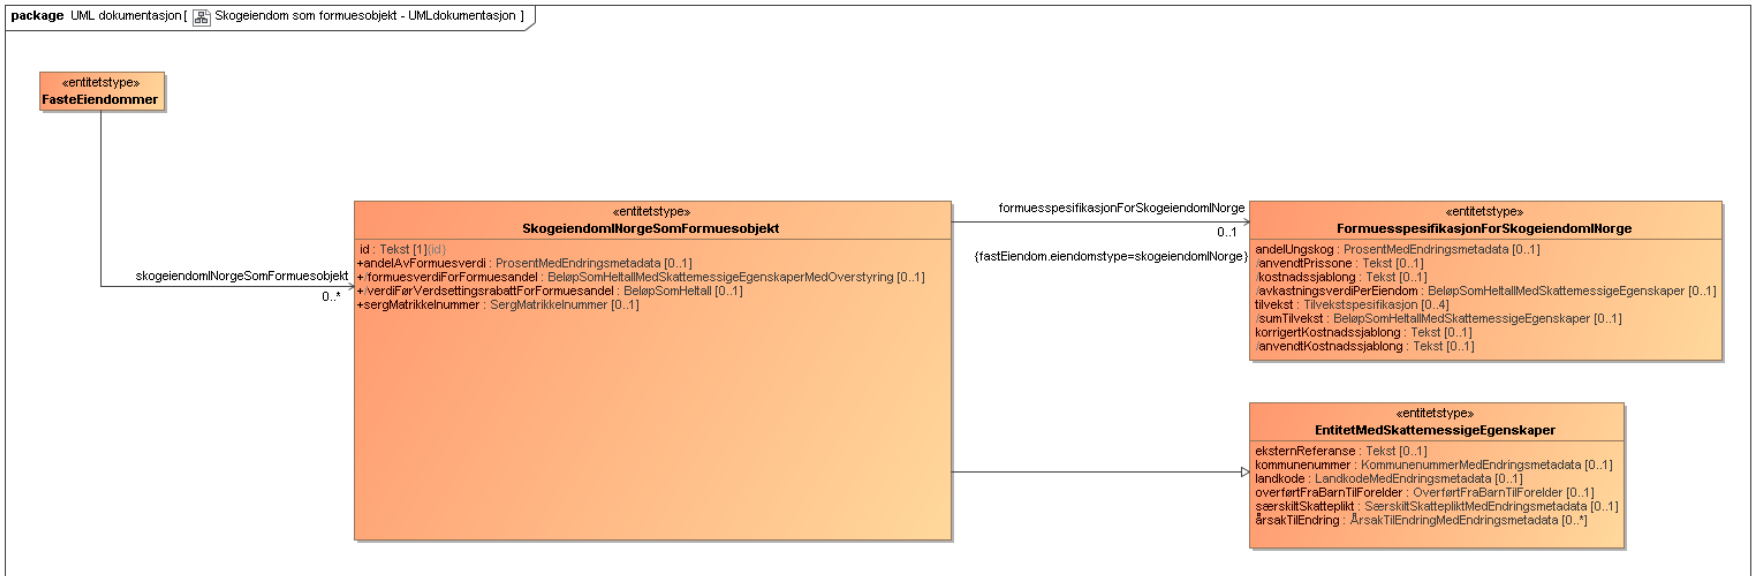 package UML dokumentasjon [ Skogeiendom som formuesobjekt - UMLdokumentasjon ]
«entitetstype»
FasteEiendommer
skogeiendomINorgeSomFormuesobjekt
0..*
«entitetstype»
SkogeiendomINorgeSomFormuesobjekt
id : Tekst [1]{id}
+andelAvFormuesverdi : ProsentMedEndringsmetadata [0..1]
+/formuesverdiForFormuesandel : BeløpSomHeltallMedSkattemessigeEgenskaperMedOverstyring [0..1]
+/verdiFørVerdsettingsrabattForFormuesandel : BeløpSomHeltall [0..1]
+sergMatrikkelnummer : SergMatrikkelnummer [0..1]
formuesspesifikasjonForSkogeiendomINorge
0..1
{fastEiendom.eiendomstype=skogeiendomINorge}
«entitetstype»
FormuesspesifikasjonForSkogeiendomINorge
andelUngskog : ProsentMedEndringsmetadata [0..1]
/anvendtPrissone : Tekst [0..1]
/kostnadssjablong : Tekst [0..1]
/avkastningsverdiPerEiendom : BeløpSomHeltallMedSkattemessigeEgenskaper [0..1]
tilvekst : Tilvekstspesifikasjon [0..4]
/sumTilvekst : BeløpSomHeltallMedSkattemessigeEgenskaper [0..1]
korrigertKostnadssjablong : Tekst [0..1]
/anvendtKostnadssjablong : Tekst [0..1]
«entitetstype»
EntitetMedSkattemessigeEgenskaper
eksternReferanse : Tekst [0..1]
kommunenummer : KommunenummerMedEndringsmetadata [0..1]
landkode : LandkodeMedEndringsmetadata [0..1]
overførtFraBarnTilForelder : OverførtFraBarnTilForelder [0..1]
særskiltSkatteplikt : SærskiltSkattepliktMedEndringsmetadata [0..1]
årsakTilEndring : ÅrsakTilEndringMedEndringsmetadata [0..*]